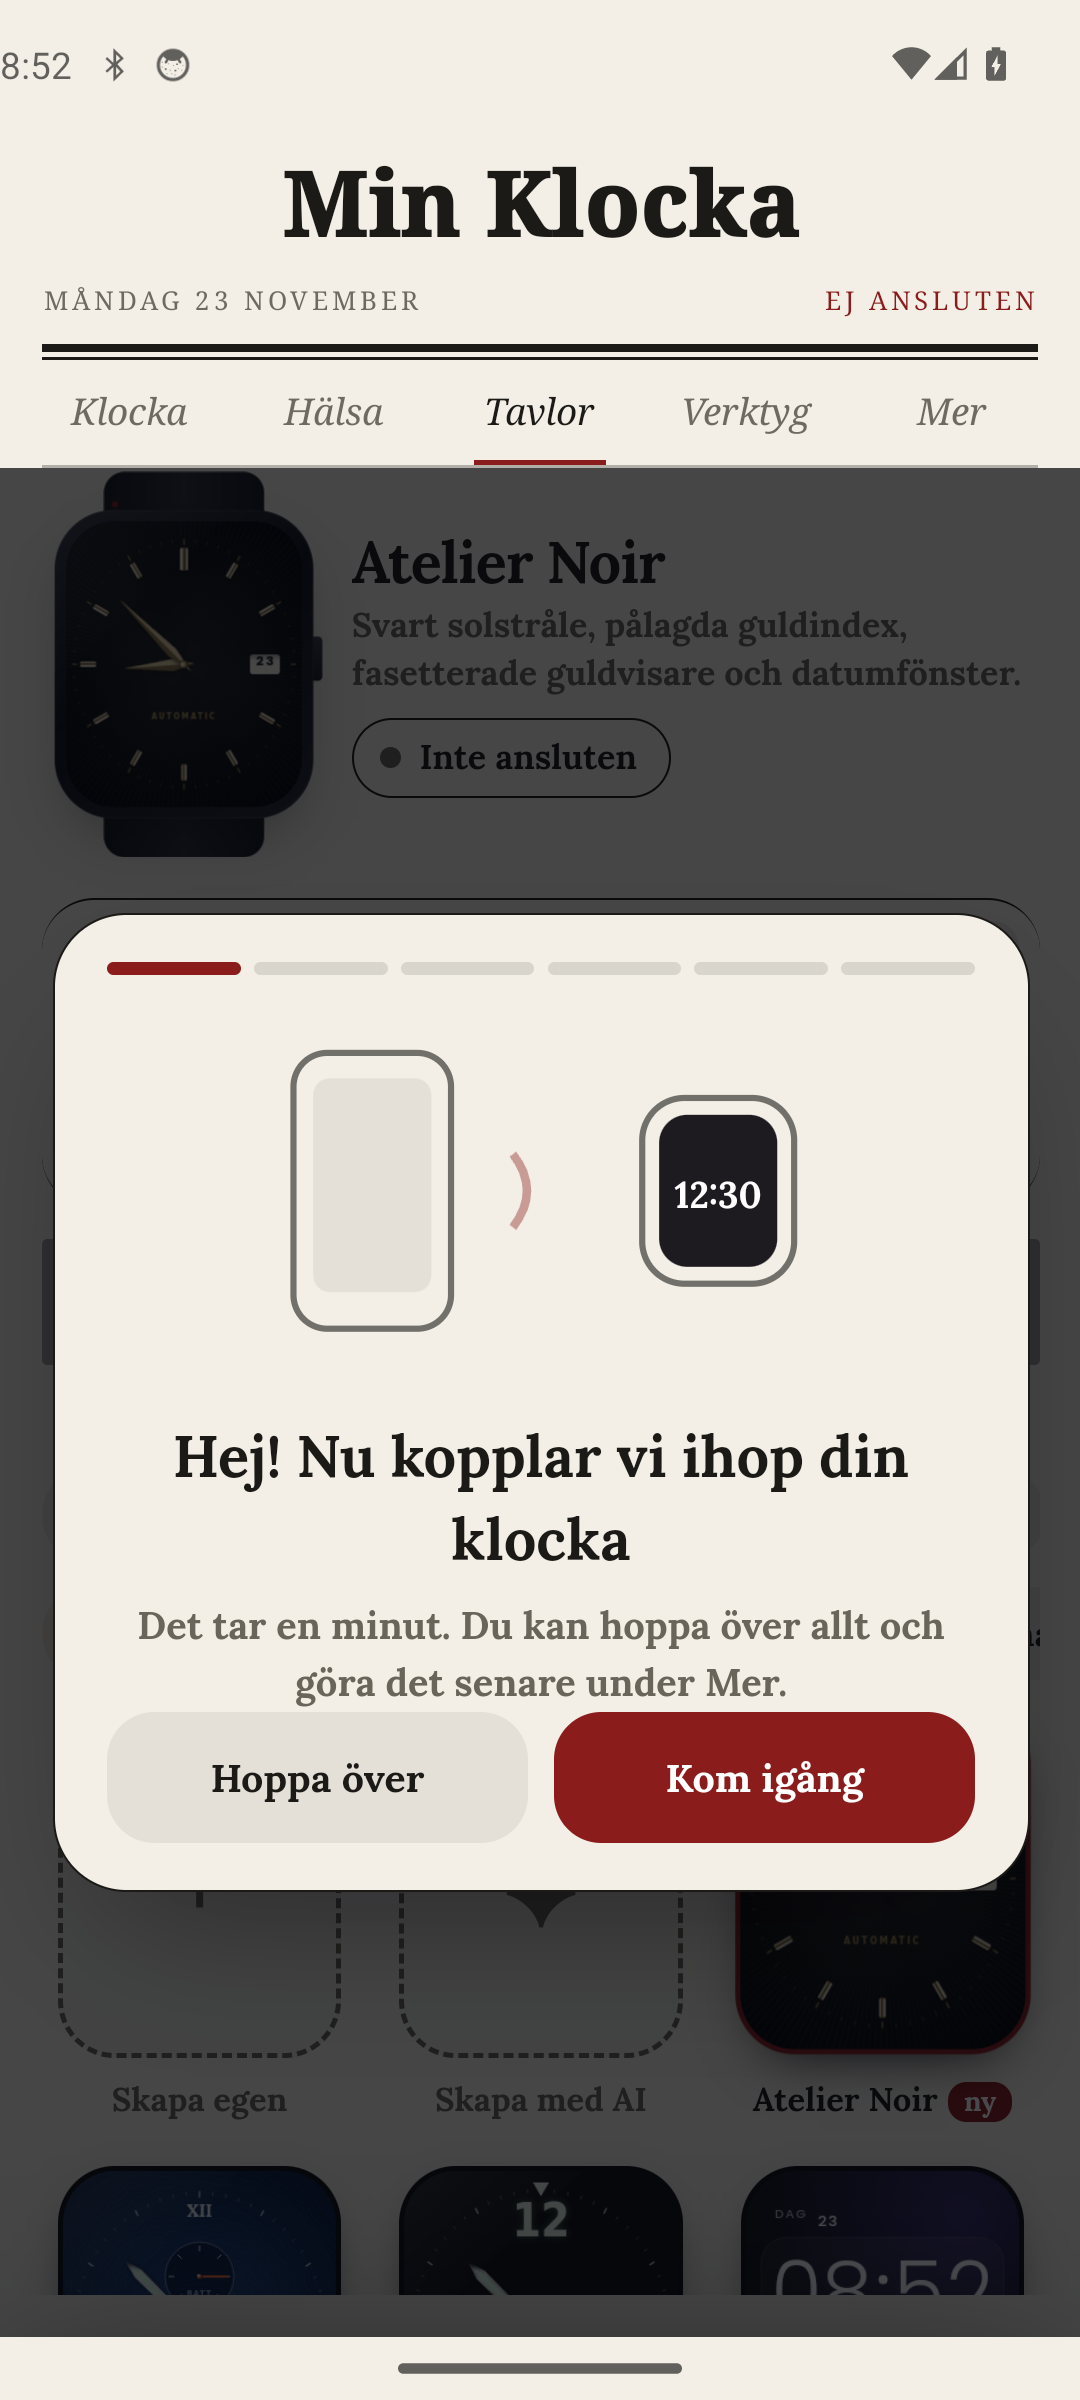 8:52
Min Klocka
MÅNDAG 23 NOVEMBER
EJ ANSLUTEN
Klocka Hälsa Tavlor Verktyg Mer
23
AUTOMATIC
Atelier Noir
Svart solstråle, pålagda guldindex,
fasetterade guldvisare och datumfönster.
Inte ansluten
12:30
Hej! Nu kopplar vi ihop din
klocka
Det tar en minut. Du kan hoppa över allt och
göra det senare under Mer.
Hoppa över
Kom igång
AUTOMATIC
Skapa egen
Skapa med AI
Atelier Noir ny
XII
BATT
12
DAG 23
08:52